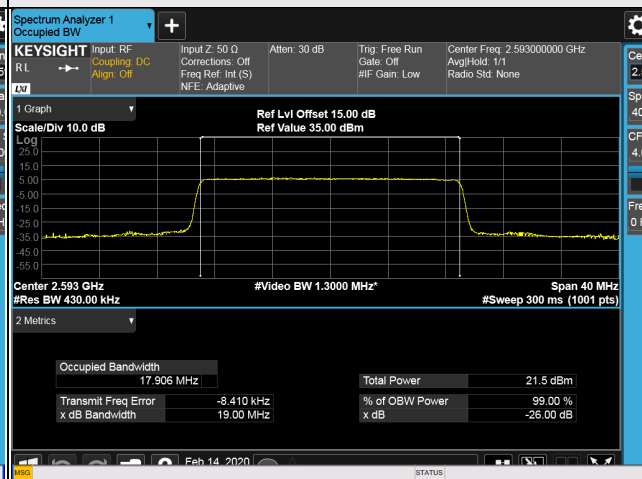 Spectrum Analyzer 1
Occupied BW
+
KEYSIGHT
R L
LXI
Input: RF
Coupling: DC
Align: Off
Input Z: 50 Ω
Corrections: Off
Freq Ref: Int (S)
NFE: Adaptive
Atten: 30 dB
Trig: Free Run
Gate: Off
#IF Gain: Low
Center Freq: 2.593000000 GHz
Avg|Hold: 1/1
Radio Std: None
1 Graph
Scale/Div 10.0 dB
Ref Lvl Offset 15.00 dB
Ref Value 35.00 dBm
Log
25.0
15.0
5.00
-5.00
-15.0
-25.0
-35.0
-45.0
-55.0
Center 2.593 GHz
#Res BW 430.00 kHz
#Video BW 1.3000 MHz*
Span 40 MHz
#Sweep 300 ms (1001 pts)
2 Metrics
Occupied Bandwidth
17.906 MHz
Total Power 21.5 dBm
Transmit Freq Error -8.410 kHz
% of OBW Power 99.00 %
x dB Bandwidth 19.00 MHz
x dB -26.00 dB
Feb 14, 2020
MSG
STATUS